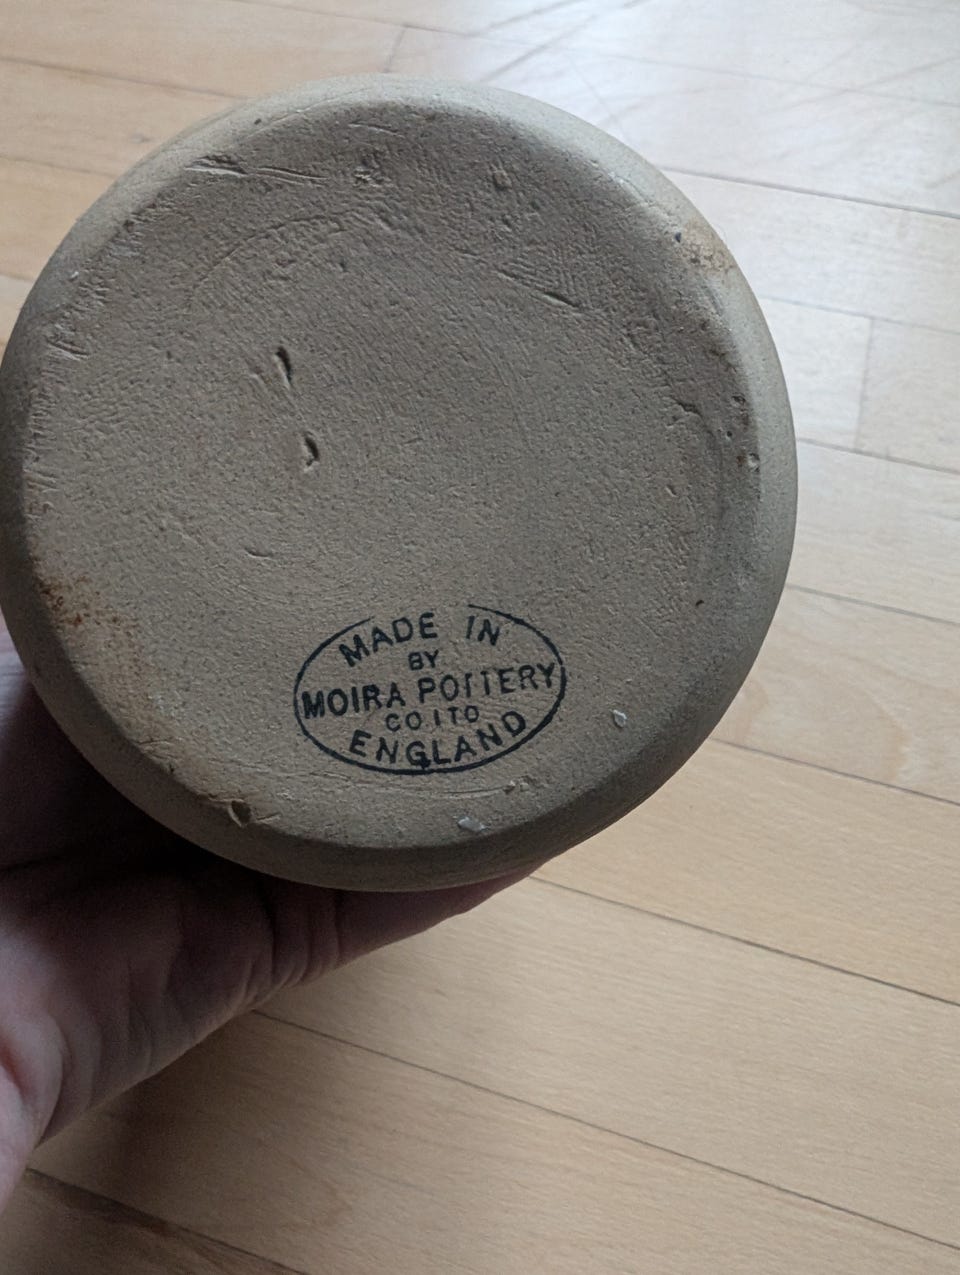 MADE IN
BY
MOIRA POTTERY
CO LTD
ENGLAND